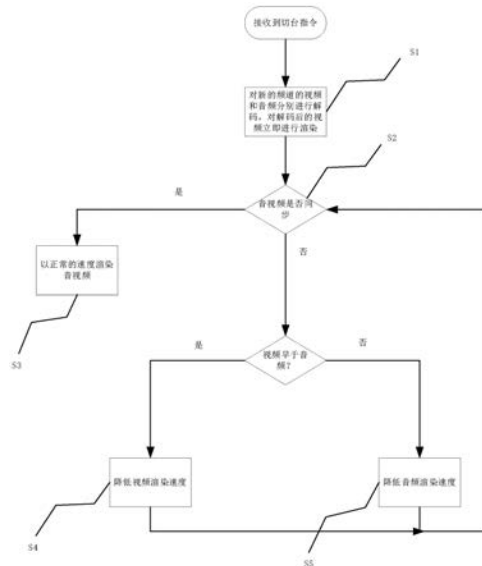 接收到切台指令
S1
对新的频道的视频
和音频分别进行解
码，对解码后的视
频立即进行渲染
S2
音视频是否同
步
是
否
以正常的速度渲染
音视频
S3
视频早于音
频？
是
否
降低视频渲染速度
降低音频渲染速度
S4
S5